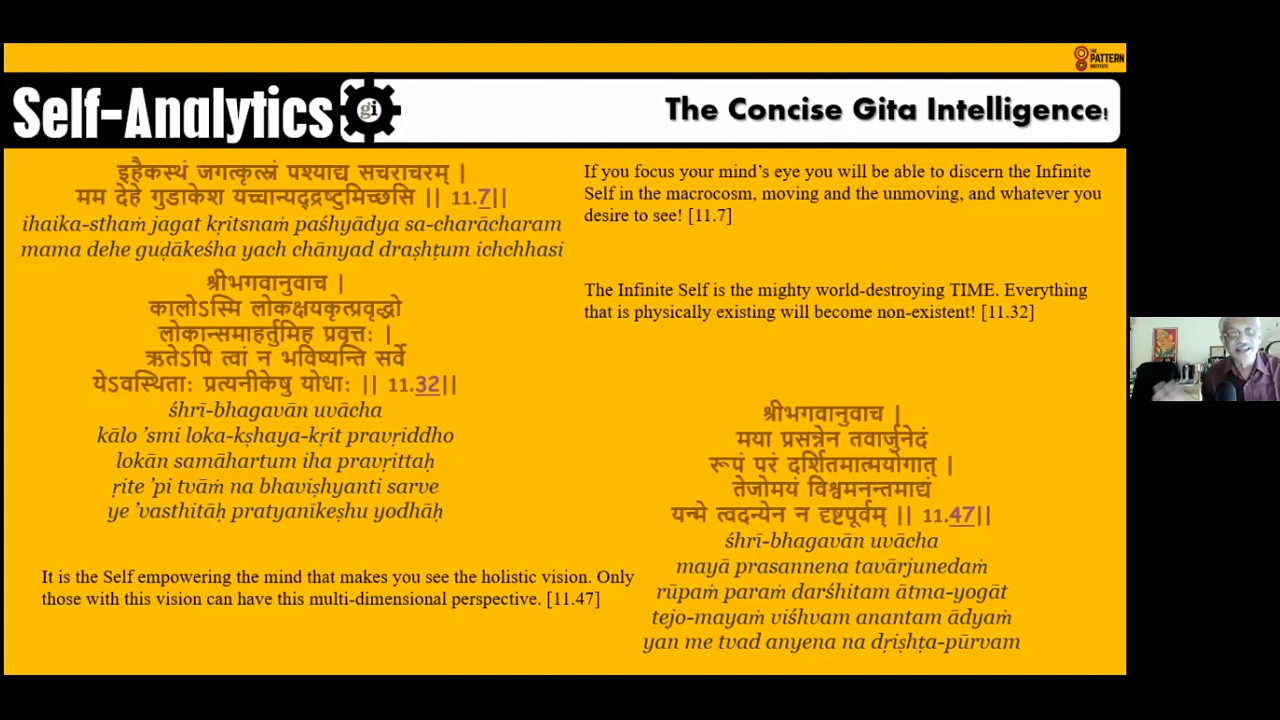 THE
PATTERN
INSTITUTE
Self-Analytics
gi
The Concise Gita Intelligence!
इहैकस्थं जगत्कृत्स्नं पश्याद्य सचराचरम् |
मम देहे गुडाकेश यच्चान्यद्द्रष्टुमिच्छसि || 11.7||
ihaika-sthaṁ jagat kṛitsnaṁ paśhyādya sa-charācharam
mama dehe guḍākeśha yach chānyad draṣhṭum ichchhasi
If you focus your mind’s eye you will be able to discern the Infinite
Self in the macrocosm, moving and the unmoving, and whatever you
desire to see! [11.7]
श्रीभगवानुवाच |
कालोऽस्मि लोकक्षयकृत्प्रवृद्धो
लोकान्समाहर्तुमिह प्रवृत्तः |
ऋतेऽपि त्वां न भविष्यन्ति सर्वे
येऽवस्थिताः प्रत्यनीकेषु योधाः || 11.32||
śhrī-bhagavān uvācha
kālo ’smi loka-kṣhaya-kṛit pravṛiddho
lokān samāhartum iha pravṛittaḥ
ṛite ’pi tvāṁ na bhaviṣhyanti sarve
ye ’vasthitāḥ pratyanīkeṣhu yodhāḥ
The Infinite Self is the mighty world-destroying TIME. Everything
that is physically existing will become non-existent! [11.32]
श्रीभगवानुवाच |
मया प्रसन्नेन तवार्जुनेदं
रूपं परं दर्शितमात्मयोगात् |
तेजोमयं विश्वमनन्तमाद्यं
यन्मे त्वदन्येन न दृष्टपूर्वम् || 11.47||
śhrī-bhagavān uvācha
mayā prasannena tavārjunedaṁ
rūpaṁ paraṁ darśhitam ātma-yogāt
tejo-mayaṁ viśhvam anantam ādyaṁ
yan me tvad anyena na dṛiṣhṭa-pūrvam
It is the Self empowering the mind that makes you see the holistic vision. Only
those with this vision can have this multi-dimensional perspective. [11.47]